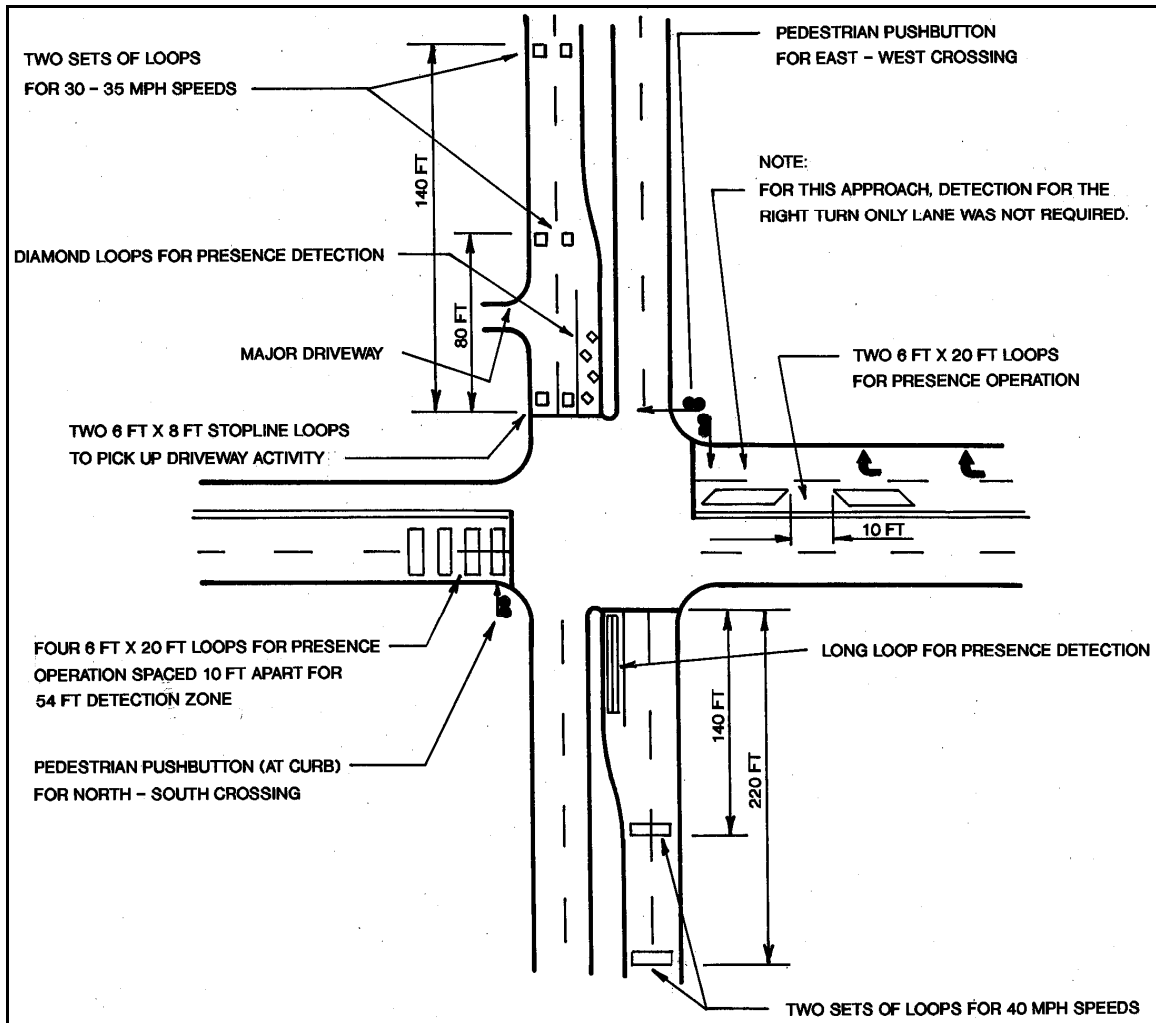 TWO SETS OF LOOPS
FOR 30 – 35 MPH SPEEDS
PEDESTRIAN PUSHBUTTON
FOR EAST – WEST CROSSING
140 FT
NOTE:
FOR THIS APPROACH, DETECTION FOR THE
RIGHT TURN ONLY LANE WAS NOT REQUIRED.
DIAMOND LOOPS FOR PRESENCE DETECTION
80 FT
MAJOR DRIVEWAY
TWO 6 FT X 20 FT LOOPS
FOR PRESENCE OPERATION
TWO 6 FT X 8 FT STOPLINE LOOPS
TO PICK UP DRIVEWAY ACTIVITY
10 FT
FOUR 6 FT X 20 FT LOOPS FOR PRESENCE
OPERATION SPACED 10 FT APART FOR
54 FT DETECTION ZONE
LONG LOOP FOR PRESENCE DETECTION
140 FT
220 FT
PEDESTRIAN PUSHBUTTON (AT CURB)
FOR NORTH – SOUTH CROSSING
TWO SETS OF LOOPS FOR 40 MPH SPEEDS